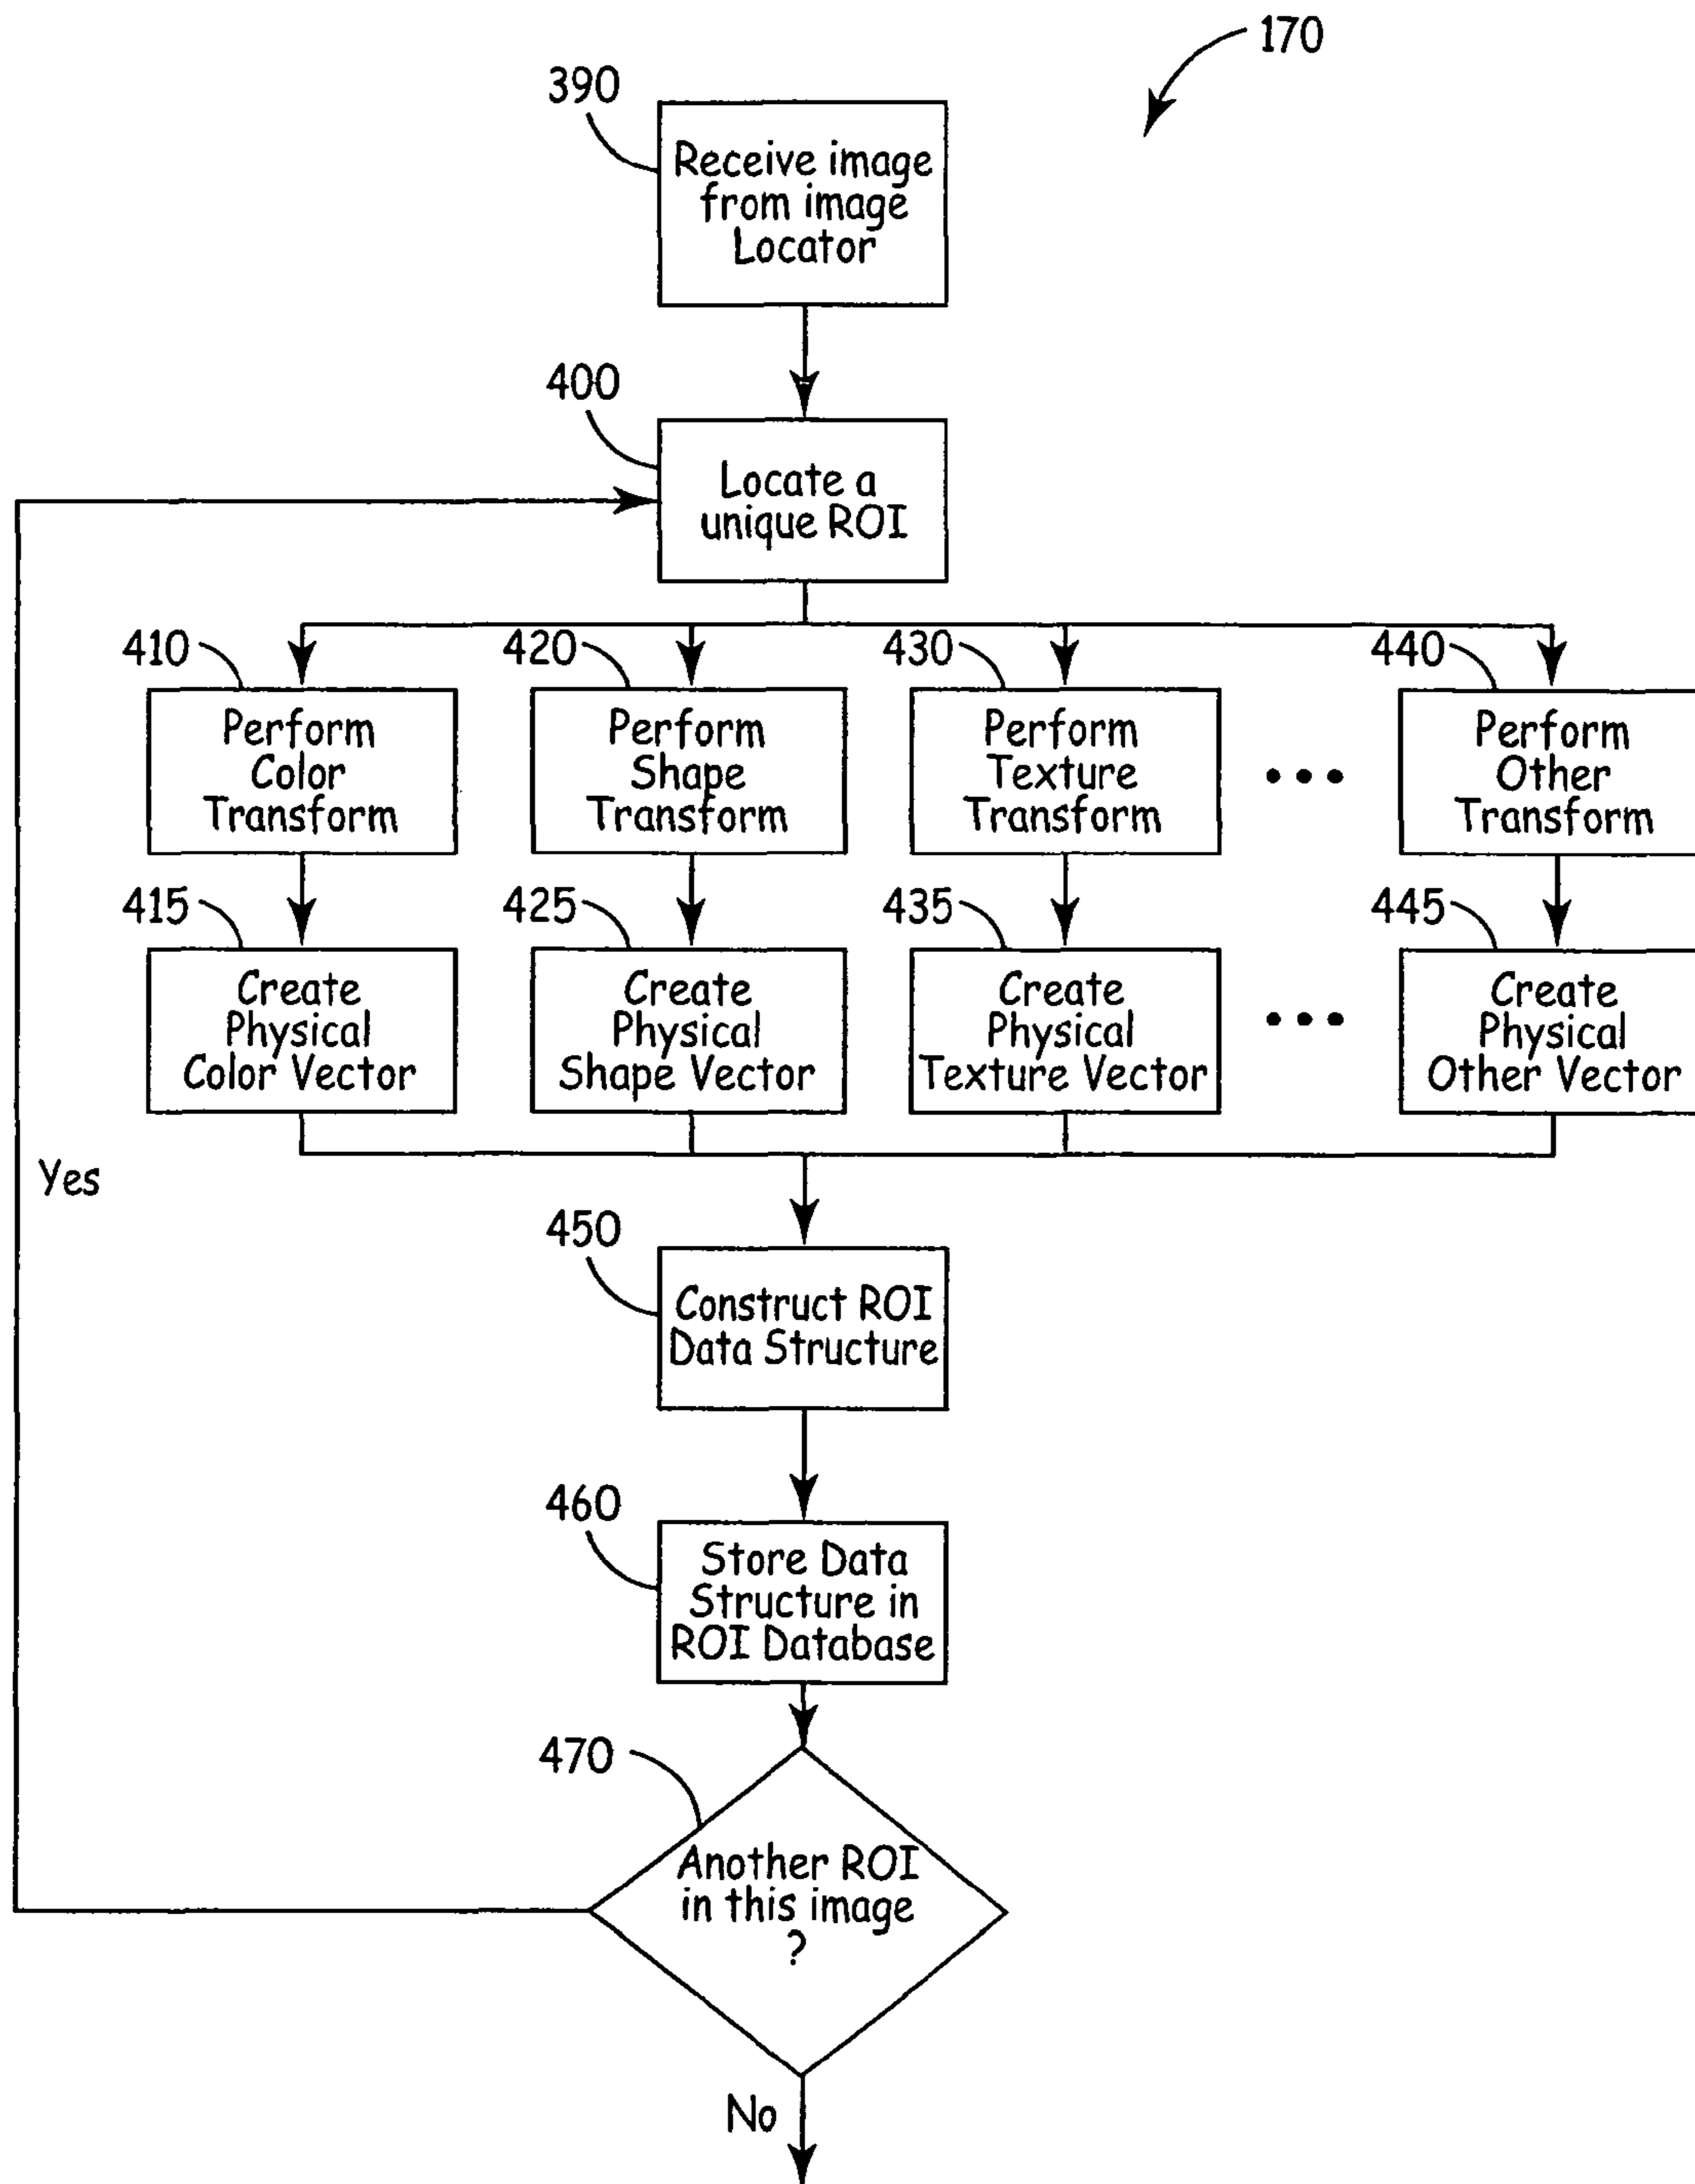 170
390
Receive image
from image
Locator
400
Locate a
unique ROI
410
Perform
Color
Transform
420
Perform
Shape
Transform
430
Perform
Texture
Transform
440
Perform
Other
Transform
415
Create
Physical
Color Vector
425
Create
Physical
Shape Vector
435
Create
Physical
Texture Vector
445
Create
Physical
Other Vector
Yes
450
Construct ROI
Data Structure
460
Store Data
Structure in
ROI Database
470
Another ROI
in this image
?
No